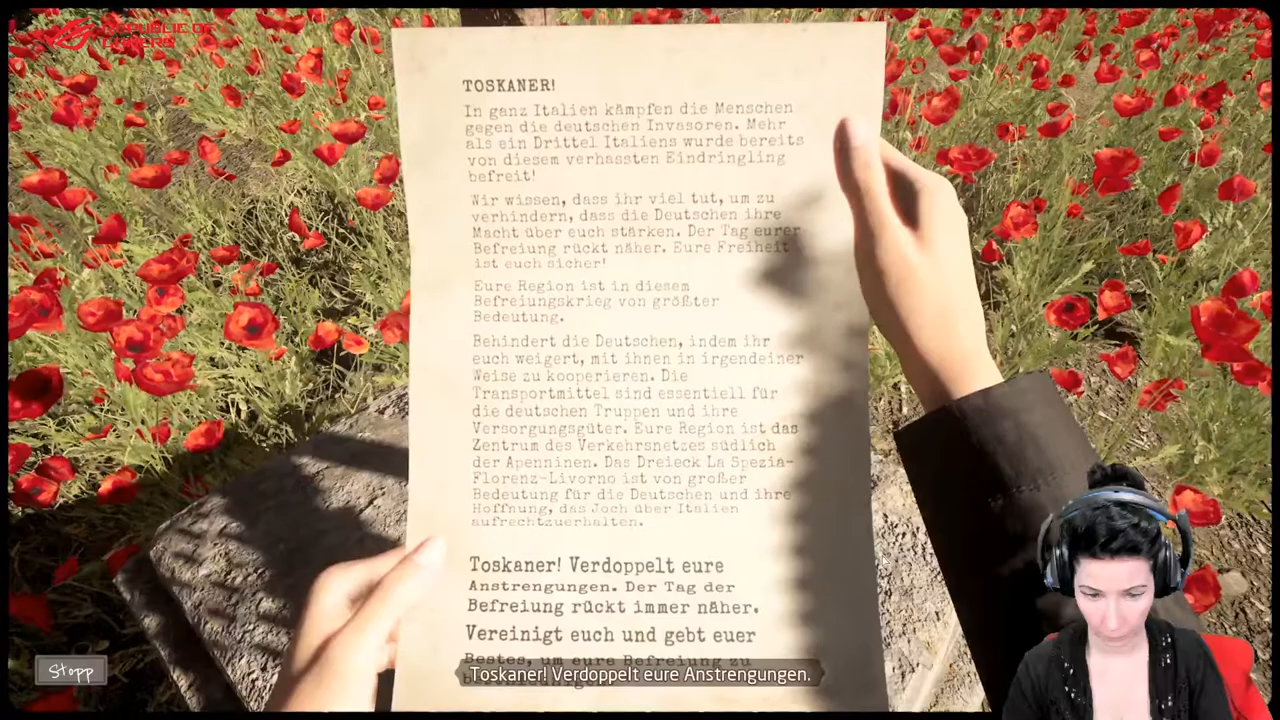 REPUBLIC OF
GAMERS
TOSKANER!
In ganz Italien kämpfen die Menschen
gegen die deutschen Invasoren. Mehr
als ein Drittel Italiens wurde bereits
von diesem verhassten Eindringling
befreit!
Wir wissen, dass ihr viel tut, um zu
verhindern, dass die Deutschen ihre
Macht über euch stärken. Der Tag eurer
Befreiung rückt näher. Eure Freiheit
ist euch sicher!
Eure Region ist in diesem
Befreiungskrieg von größter
Bedeutung.
Behindert die Deutschen, indem ihr
euch weigert, mit ihnen in irgendeiner
Weise zu kooperieren. Die
Transportmittel sind essentiell für
die deutschen Truppen und ihre
Versorgungsgüter. Eure Region ist das
Zentrum des Verkehrsnetzes südlich
der Apenninen. Das Dreieck La Spezia-
Florenz-Livorno ist von großer
Bedeutung für die Deutschen und ihre
Hoffnung, das Joch über Italien
aufrechtzuerhalten.
Toskaner! Verdoppelt eure
Anstrengungen. Der Tag der
Befreiung rückt immer näher.
Vereinigt euch und gebt euer
Bestes, um eure Befreiung zu
Toskaner! Verdoppelt eure Anstrengungen.
Stopp